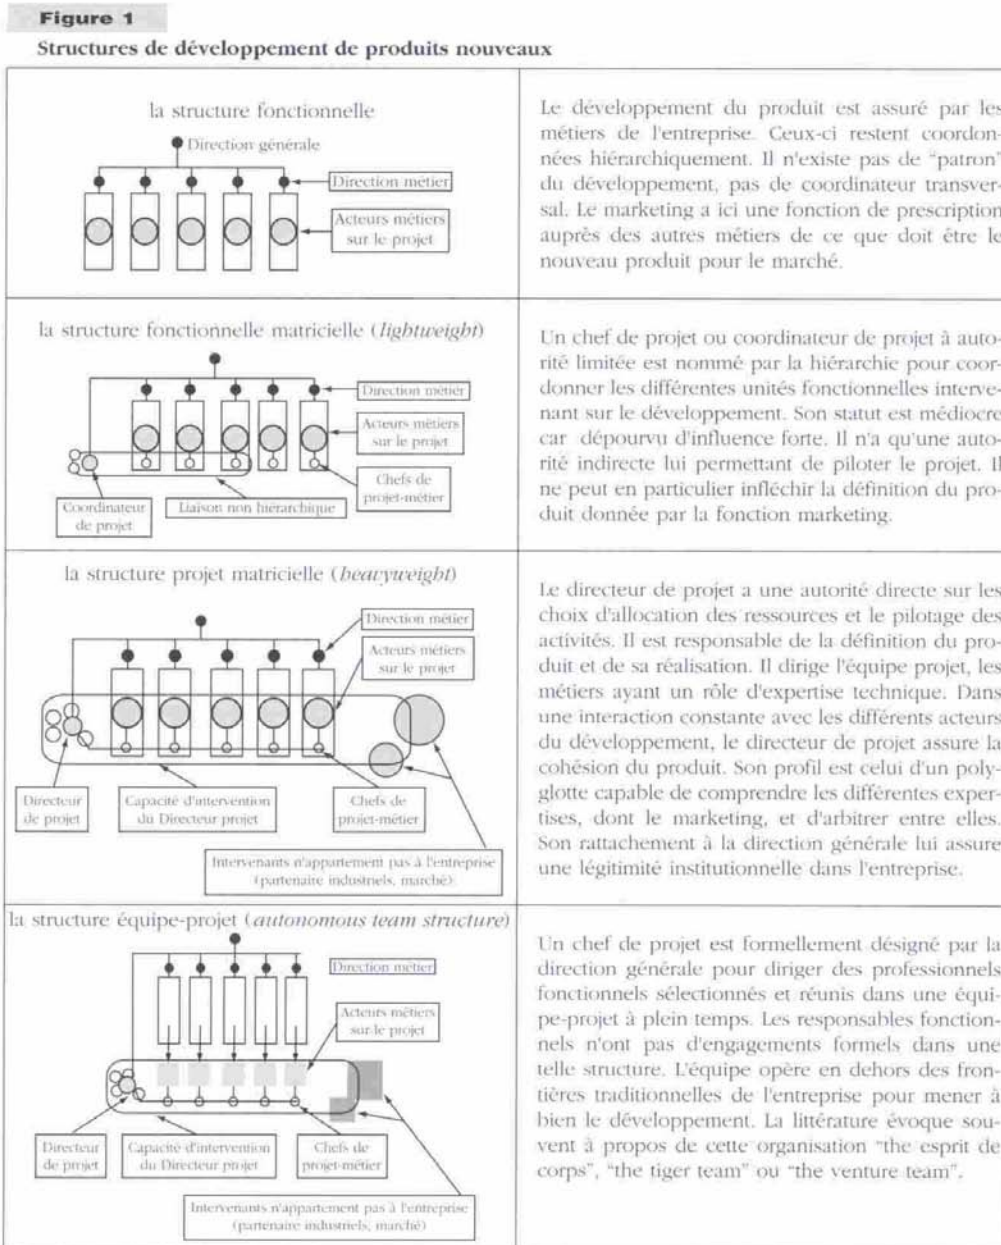 Figure 1
Structures de développement de produits nouveaux
la structure fonctionnelle
Direction générale
Direction métier
Acteurs métiers
sur le projet
Le développement du produit est assuré par les
métiers de l'entreprise. Ceux-ci restent coordon-
nées hiérarchiquement. Il n'existe pas de "patron"
du développement, pas de coordinateur transver-
sal. Le marketing a ici une fonction de prescription
auprès des autres métiers de ce que doit être le
nouveau produit pour le marché.
la structure fonctionnelle matricielle (lightweight)
Direction métier
Acteurs métiers
sur le projet
Chefs de
projet-métier
Coordinateur
de projet
Liaison non hiérarchique
Un chef de projet ou coordinateur de projet à auto-
rité limitée est nommé par la hiérarchie pour coor-
donner les différentes unités fonctionnelles interve-
nant sur le développement. Son statut est médiocre
car dépourvu d'influence forte. Il n'a qu'une auto-
rité indirecte lui permettant de piloter le projet. Il
ne peut en particulier infléchir la définition du pro-
duit donnée par la fonction marketing.
la structure projet matricielle (heavyweight)
Direction métier
Acteurs métiers
sur le projet
Directeur
de projet
Capacité d'intervention
du Directeur projet
Chefs de
projet-métier
Intervenants n'appartement pas à l'entreprise
(partenaire industriels, marché)
Le directeur de projet a une autorité directe sur les
choix d'allocation des ressources et le pilotage des
activités. Il est responsable de la définition du pro-
duit et de sa réalisation. Il dirige l'équipe projet, les
métiers ayant un rôle d'expertise technique. Dans
une interaction constante avec les différents acteurs
du développement, le directeur de projet assure la
cohésion du produit. Son profil est celui d'un poly-
glotte capable de comprendre les différentes exper-
tises, dont le marketing, et d'arbitrer entre elles.
Son rattachement à la direction générale lui assure
une légitimité institutionnelle dans l'entreprise.
la structure équipe-projet (autonomous team structure)
Direction métier
Acteurs métiers
sur le projet
Directeur
de projet
Capacité d'intervention
du Directeur projet
Chefs de
projet-métier
Intervenants n'appartement pas à l'entreprise
(partenaire industriels, marché)
Un chef de projet est formellement désigné par la
direction générale pour diriger des professionnels
fonctionnels sélectionnés et réunis dans une équi-
pe-projet à plein temps. Les responsables fonction-
nels n'ont pas d'engagements formels dans une
telle structure. L'équipe opère en dehors des fron-
tières traditionnelles de l'entreprise pour mener à
bien le développement. La littérature évoque sou-
vent à propos de cette organisation "the esprit de
corps", "the tiger team" ou "the venture team".